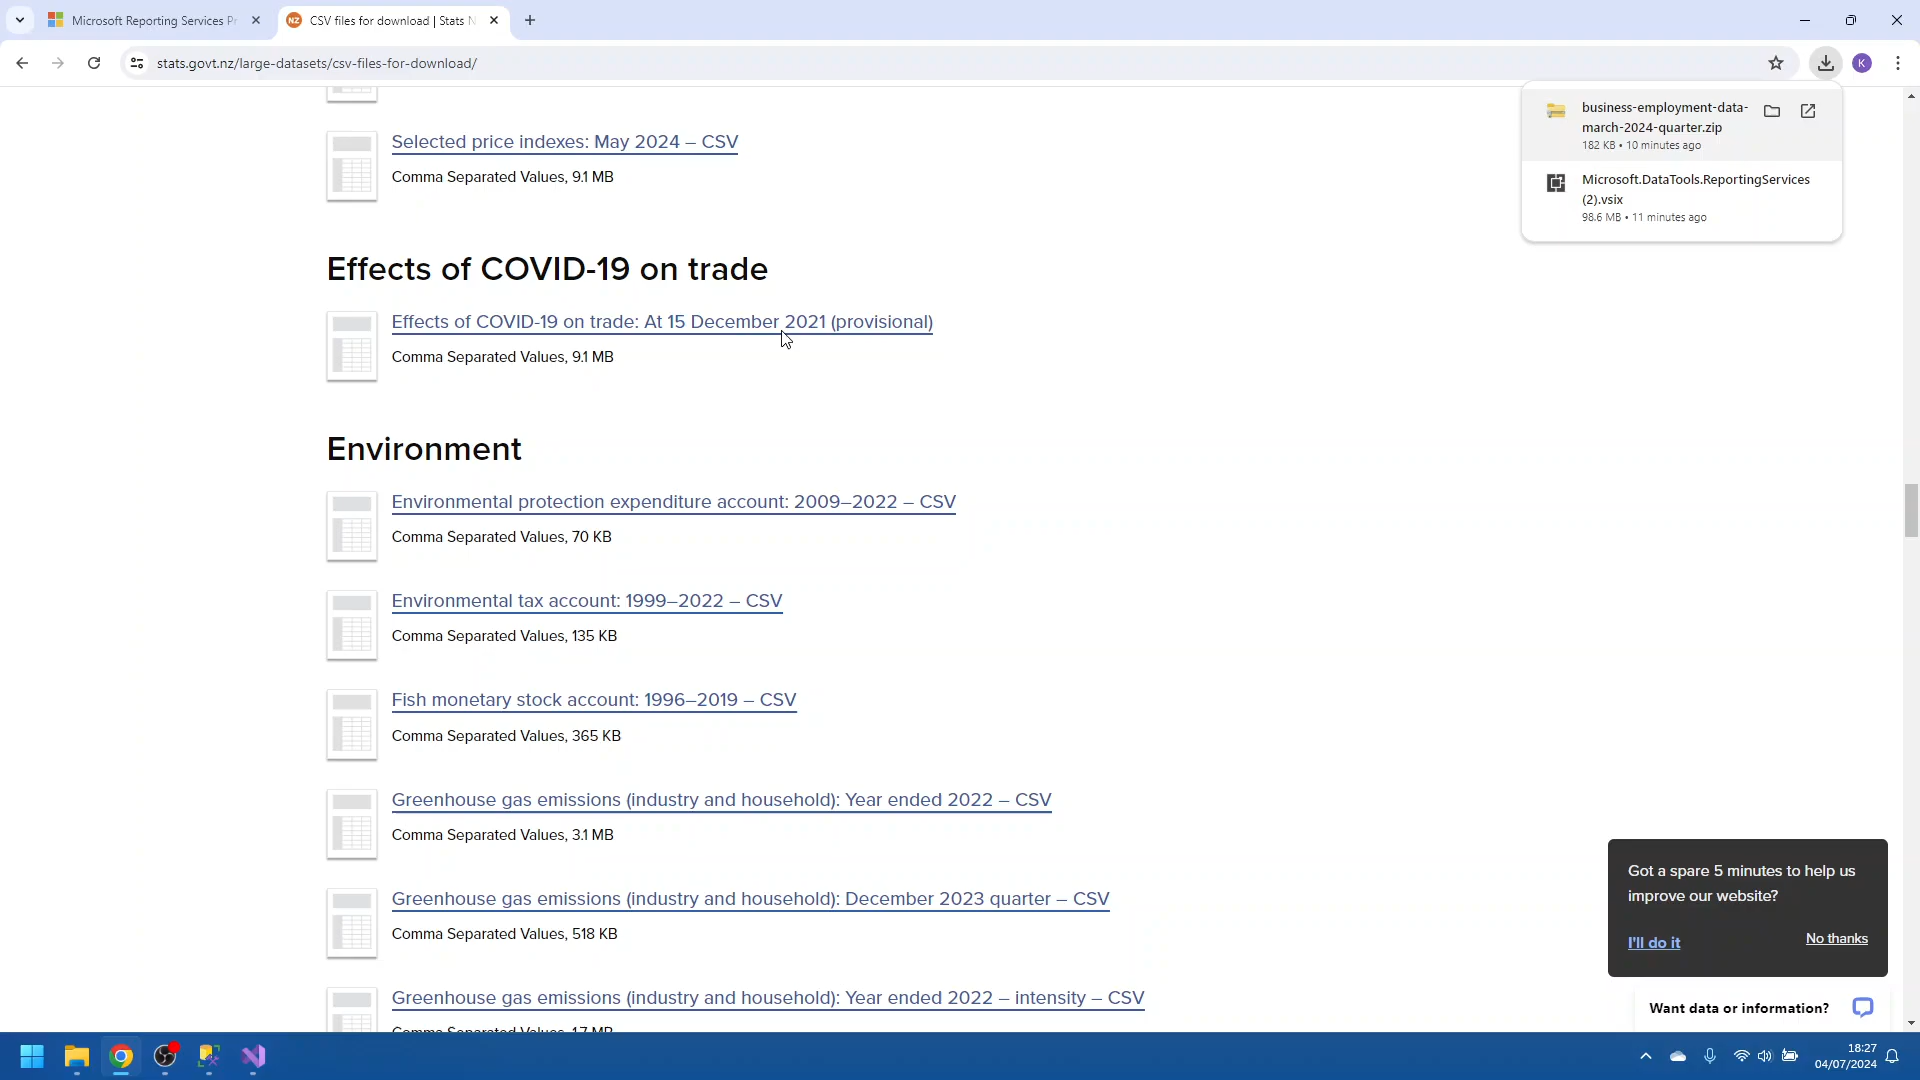 Microsoft Reporting Services Pr
CSV files for download | Stats N
stats.govt.nz/large-datasets/csv-files-for-download/
K
business-employment-data-
march-2024-quarter.zip
182 KB • 10 minutes ago
Microsoft.DataTools.ReportingServices
(2).vsix
98.6 MB • 11 minutes ago
Selected price indexes: May 2024 – CSV
Comma Separated Values, 9.1 MB
Effects of COVID-19 on trade
Effects of COVID-19 on trade: At 15 December 2021 (provisional)
Comma Separated Values, 9.1 MB
Environment
Environmental protection expenditure account: 2009–2022 – CSV
Comma Separated Values, 70 KB
Environmental tax account: 1999–2022 – CSV
Comma Separated Values, 135 KB
Fish monetary stock account: 1996–2019 – CSV
Comma Separated Values, 365 KB
Greenhouse gas emissions (industry and household): Year ended 2022 – CSV
Comma Separated Values, 3.1 MB
Greenhouse gas emissions (industry and household): December 2023 quarter – CSV
Comma Separated Values, 518 KB
Greenhouse gas emissions (industry and household): Year ended 2022 – intensity – CSV
Comma Separated Values, 1.7 MB
Got a spare 5 minutes to help us
improve our website?
I'll do it
No thanks
Want data or information?
18:27
04/07/2024